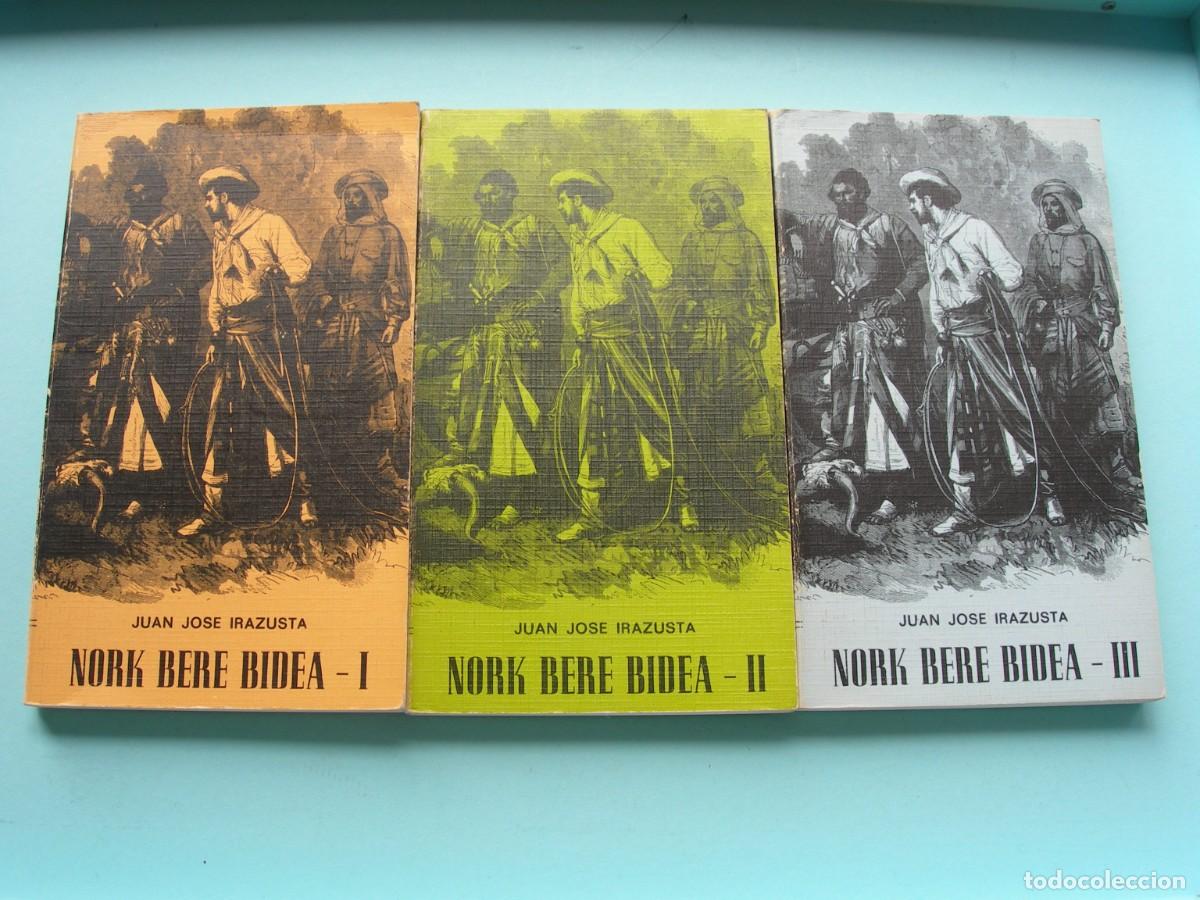 JUAN JOSE IRAZUSTA
NORK BERE BIDEA - I
JUAN JOSE IRAZUSTA
NORK BERE BIDEA - II
JUAN JOSE IRAZUSTA
NORK BERE BIDEA - III
todocoleccion